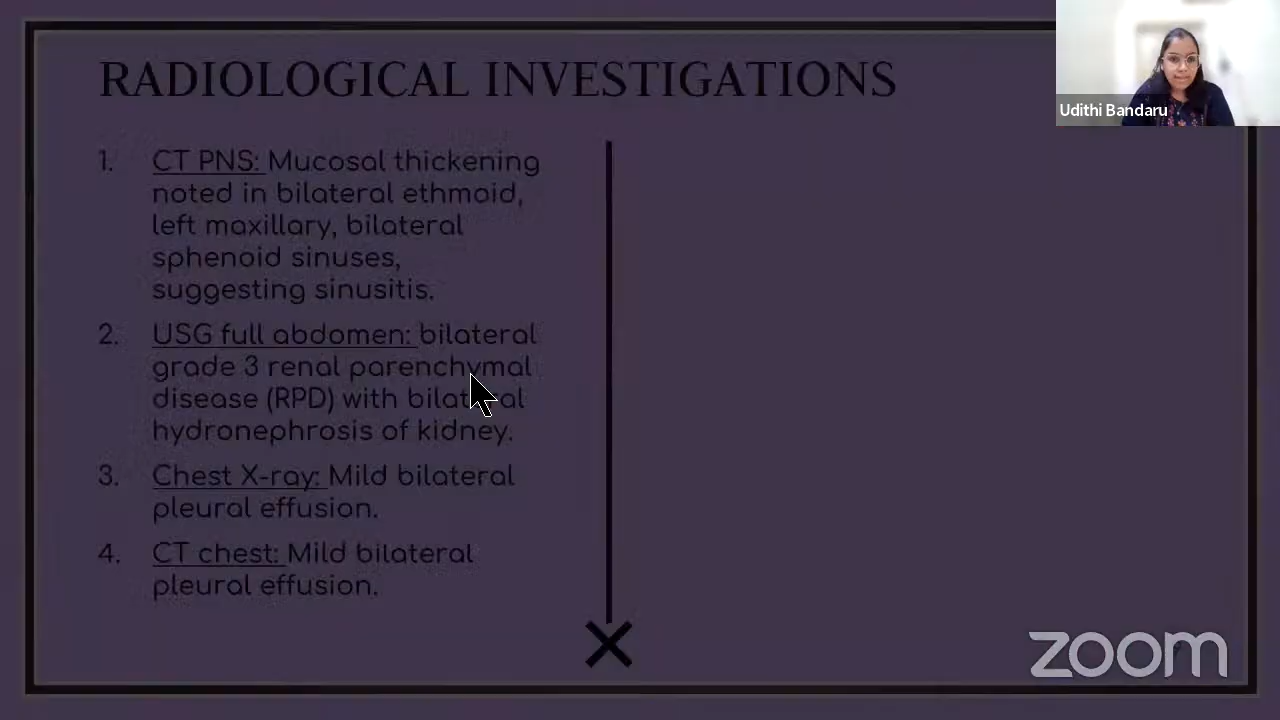 RADIOLOGICAL INVESTIGATIONS
Udithi Bandaru
1. CT PNS: Mucosal thickening
noted in bilateral ethmoid,
left maxillary, bilateral
sphenoid sinuses,
suggesting sinusitis.
2. USG full abdomen: bilateral
grade 3 renal parenchymal
disease (RPD) with bilateral
hydronephrosis of kidney.
3. Chest X-ray: Mild bilateral
pleural effusion.
4. CT chest: Mild bilateral
pleural effusion.
zoom